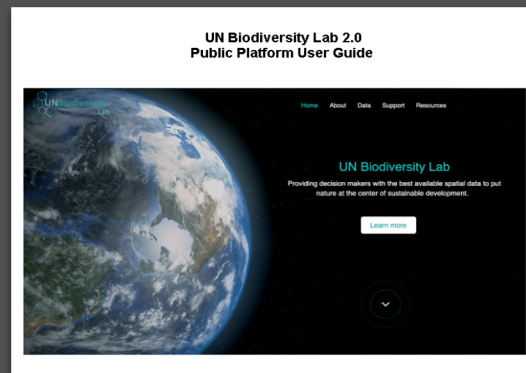 UN Biodiversity Lab 2.0
Public Platform User Guide
UNBiodiversity
Lab
Home About Data Support Resources
UN Biodiversity Lab
Providing decision makers with the best available spatial data to put
nature at the center of sustainable development.
Learn more